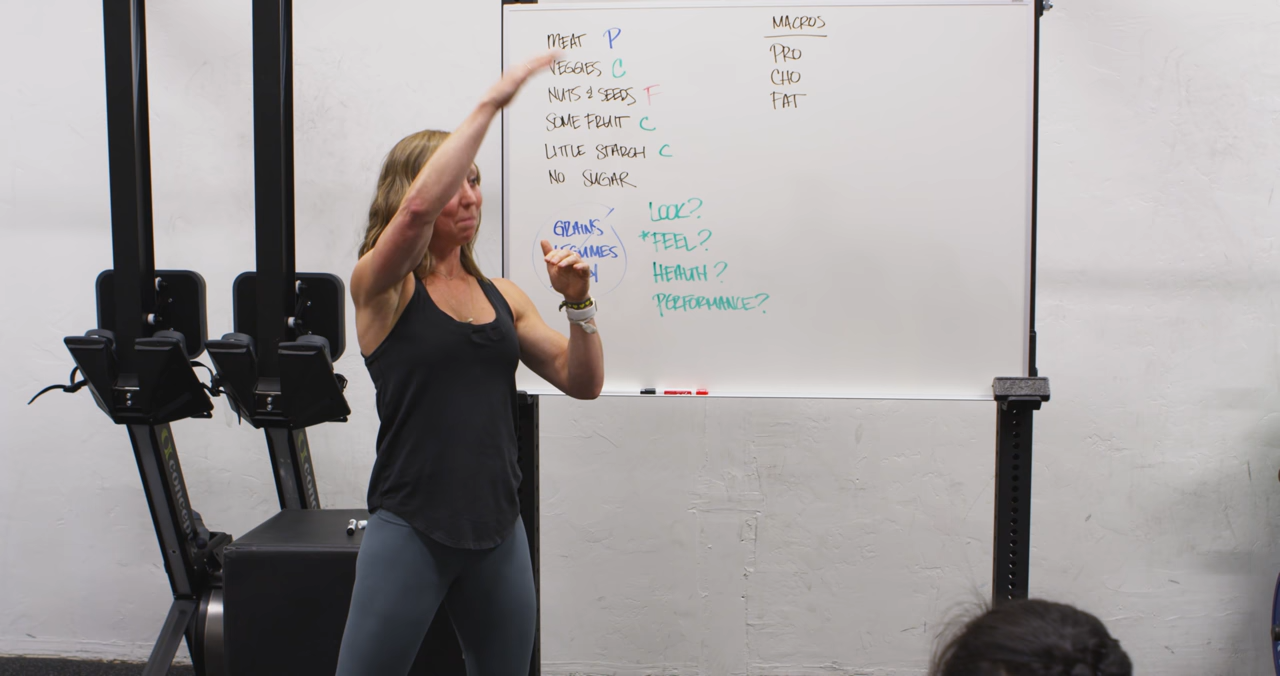 MEAT P
VEGGIES C
NUTS & SEEDS F
SOME FRUIT C
LITTLE STARCH C
NO SUGAR
GRAINS
LEGUMES
LOOK?
*FEEL?
HEALTH?
PERFORMANCE?
MACROS
PRO
CHO
FAT